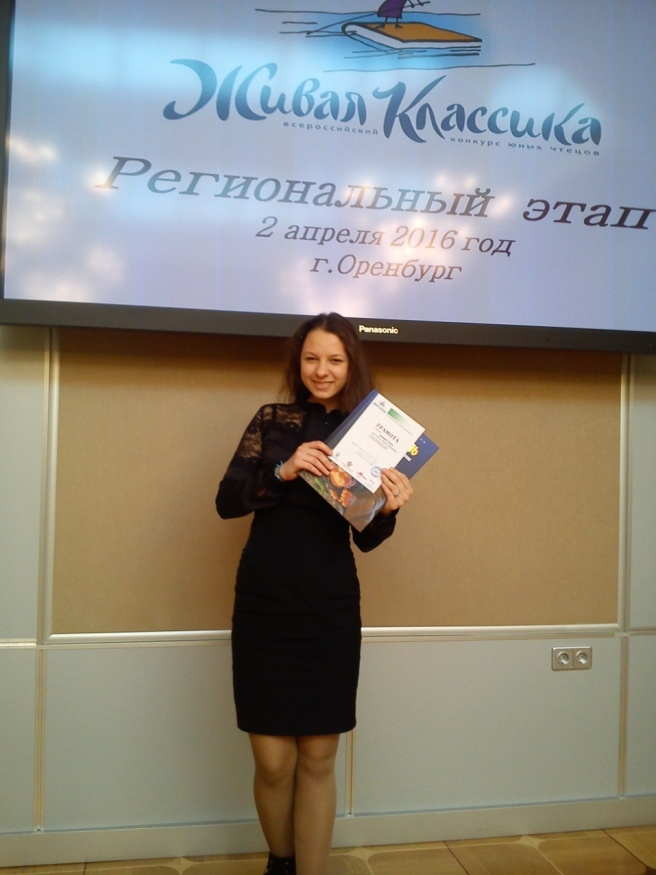 Живая Классика
всероссийский конкурс юных чтецов
Региональный этап
2 апреля 2016 год
г.Оренбург
Panasonic
ГРАМОТА